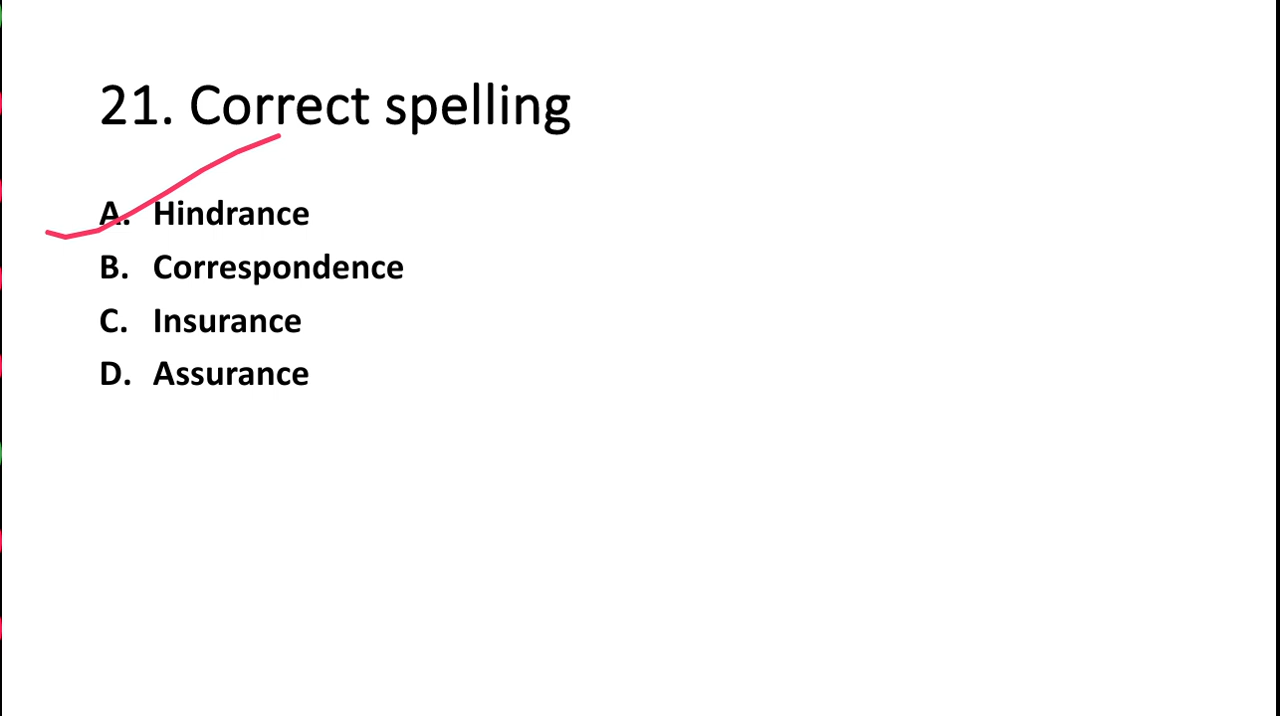 21. Correct spelling
A. Hindrance
B. Correspondence
C. Insurance
D. Assurance